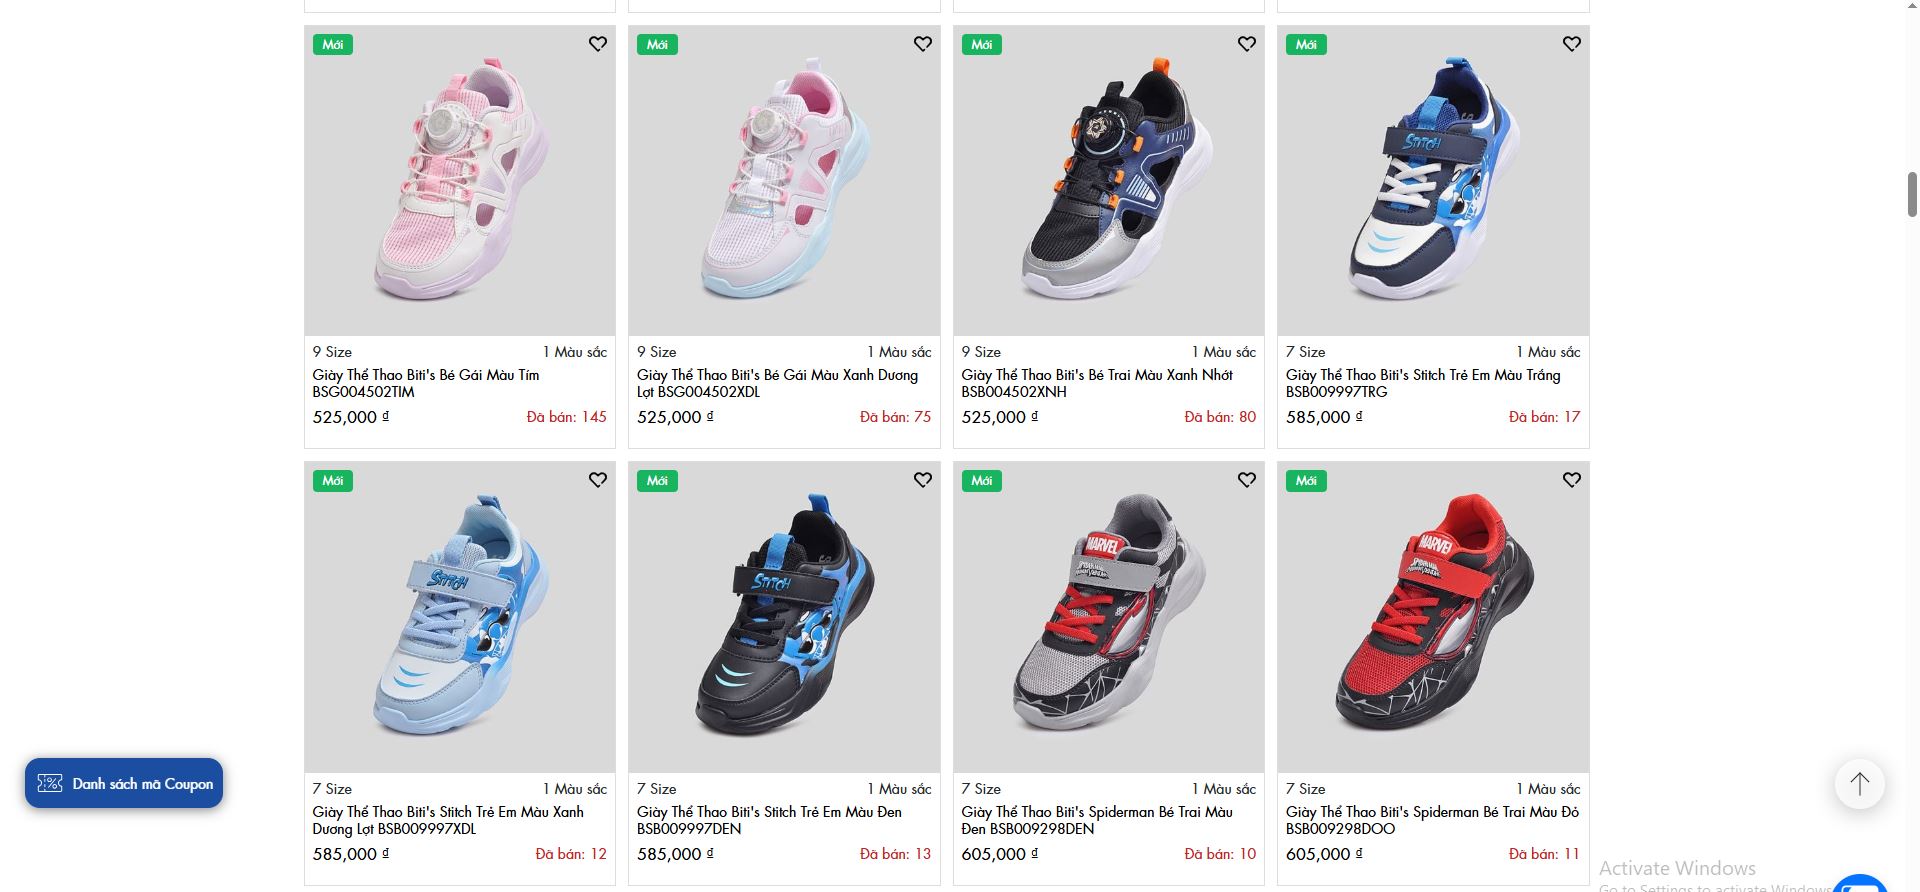 Mới
Mới
Mới
Mới
STITCH
9 Size
1 Màu sắc
9 Size
1 Màu sắc
9 Size
1 Màu sắc
7 Size
1 Màu sắc
Giày Thể Thao Biti's Bé Gái Màu Tím
BSG004502TIM
Giày Thể Thao Biti's Bé Gái Màu Xanh Dương
Lợt BSG004502XDL
Giày Thể Thao Biti's Bé Trai Màu Xanh Nhớt
BSB004502XNH
Giày Thể Thao Biti's Stitch Trẻ Em Màu Trắng
BSB009997TRG
525,000 ₫
Đã bán: 145
525,000 ₫
Đã bán: 75
525,000 ₫
Đã bán: 80
585,000 ₫
Đã bán: 17
Mới
Mới
Mới
Mới
STITCH
STITCH
MARVEL
MARVEL
7 Size
1 Màu sắc
7 Size
1 Màu sắc
7 Size
1 Màu sắc
7 Size
1 Màu sắc
Giày Thể Thao Biti's Stitch Trẻ Em Màu Xanh
Dương Lợt BSB009997XDL
Giày Thể Thao Biti's Stitch Trẻ Em Màu Đen
BSB009997DEN
Giày Thể Thao Biti's Spiderman Bé Trai Màu
Đen BSB009298DEN
Giày Thể Thao Biti's Spiderman Bé Trai Màu Đỏ
BSB009298DOO
585,000 ₫
Đã bán: 12
585,000 ₫
Đã bán: 13
605,000 ₫
Đã bán: 10
605,000 ₫
Đã bán: 11
Danh sách mã Coupon
Activate Windows
Go to Settings to activate Windows